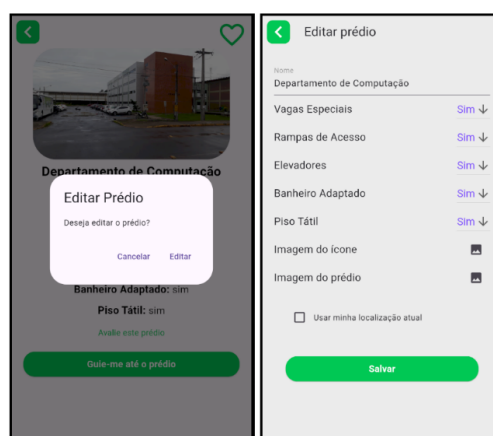 Departamento de Computação
Editar Prédio
Deseja editar o prédio?
Cancelar Editar
Banheiro Adaptado: sim
Piso Tátil: sim
Avalie este prédio
Guie-me até o prédio
Editar prédio
Nome
Departamento de Computação
Vagas Especiais Sim
Rampas de Acesso Sim
Elevadores Sim
Banheiro Adaptado Sim
Piso Tátil Sim
Imagem do ícone
Imagem do prédio
Usar minha localização atual
Salvar